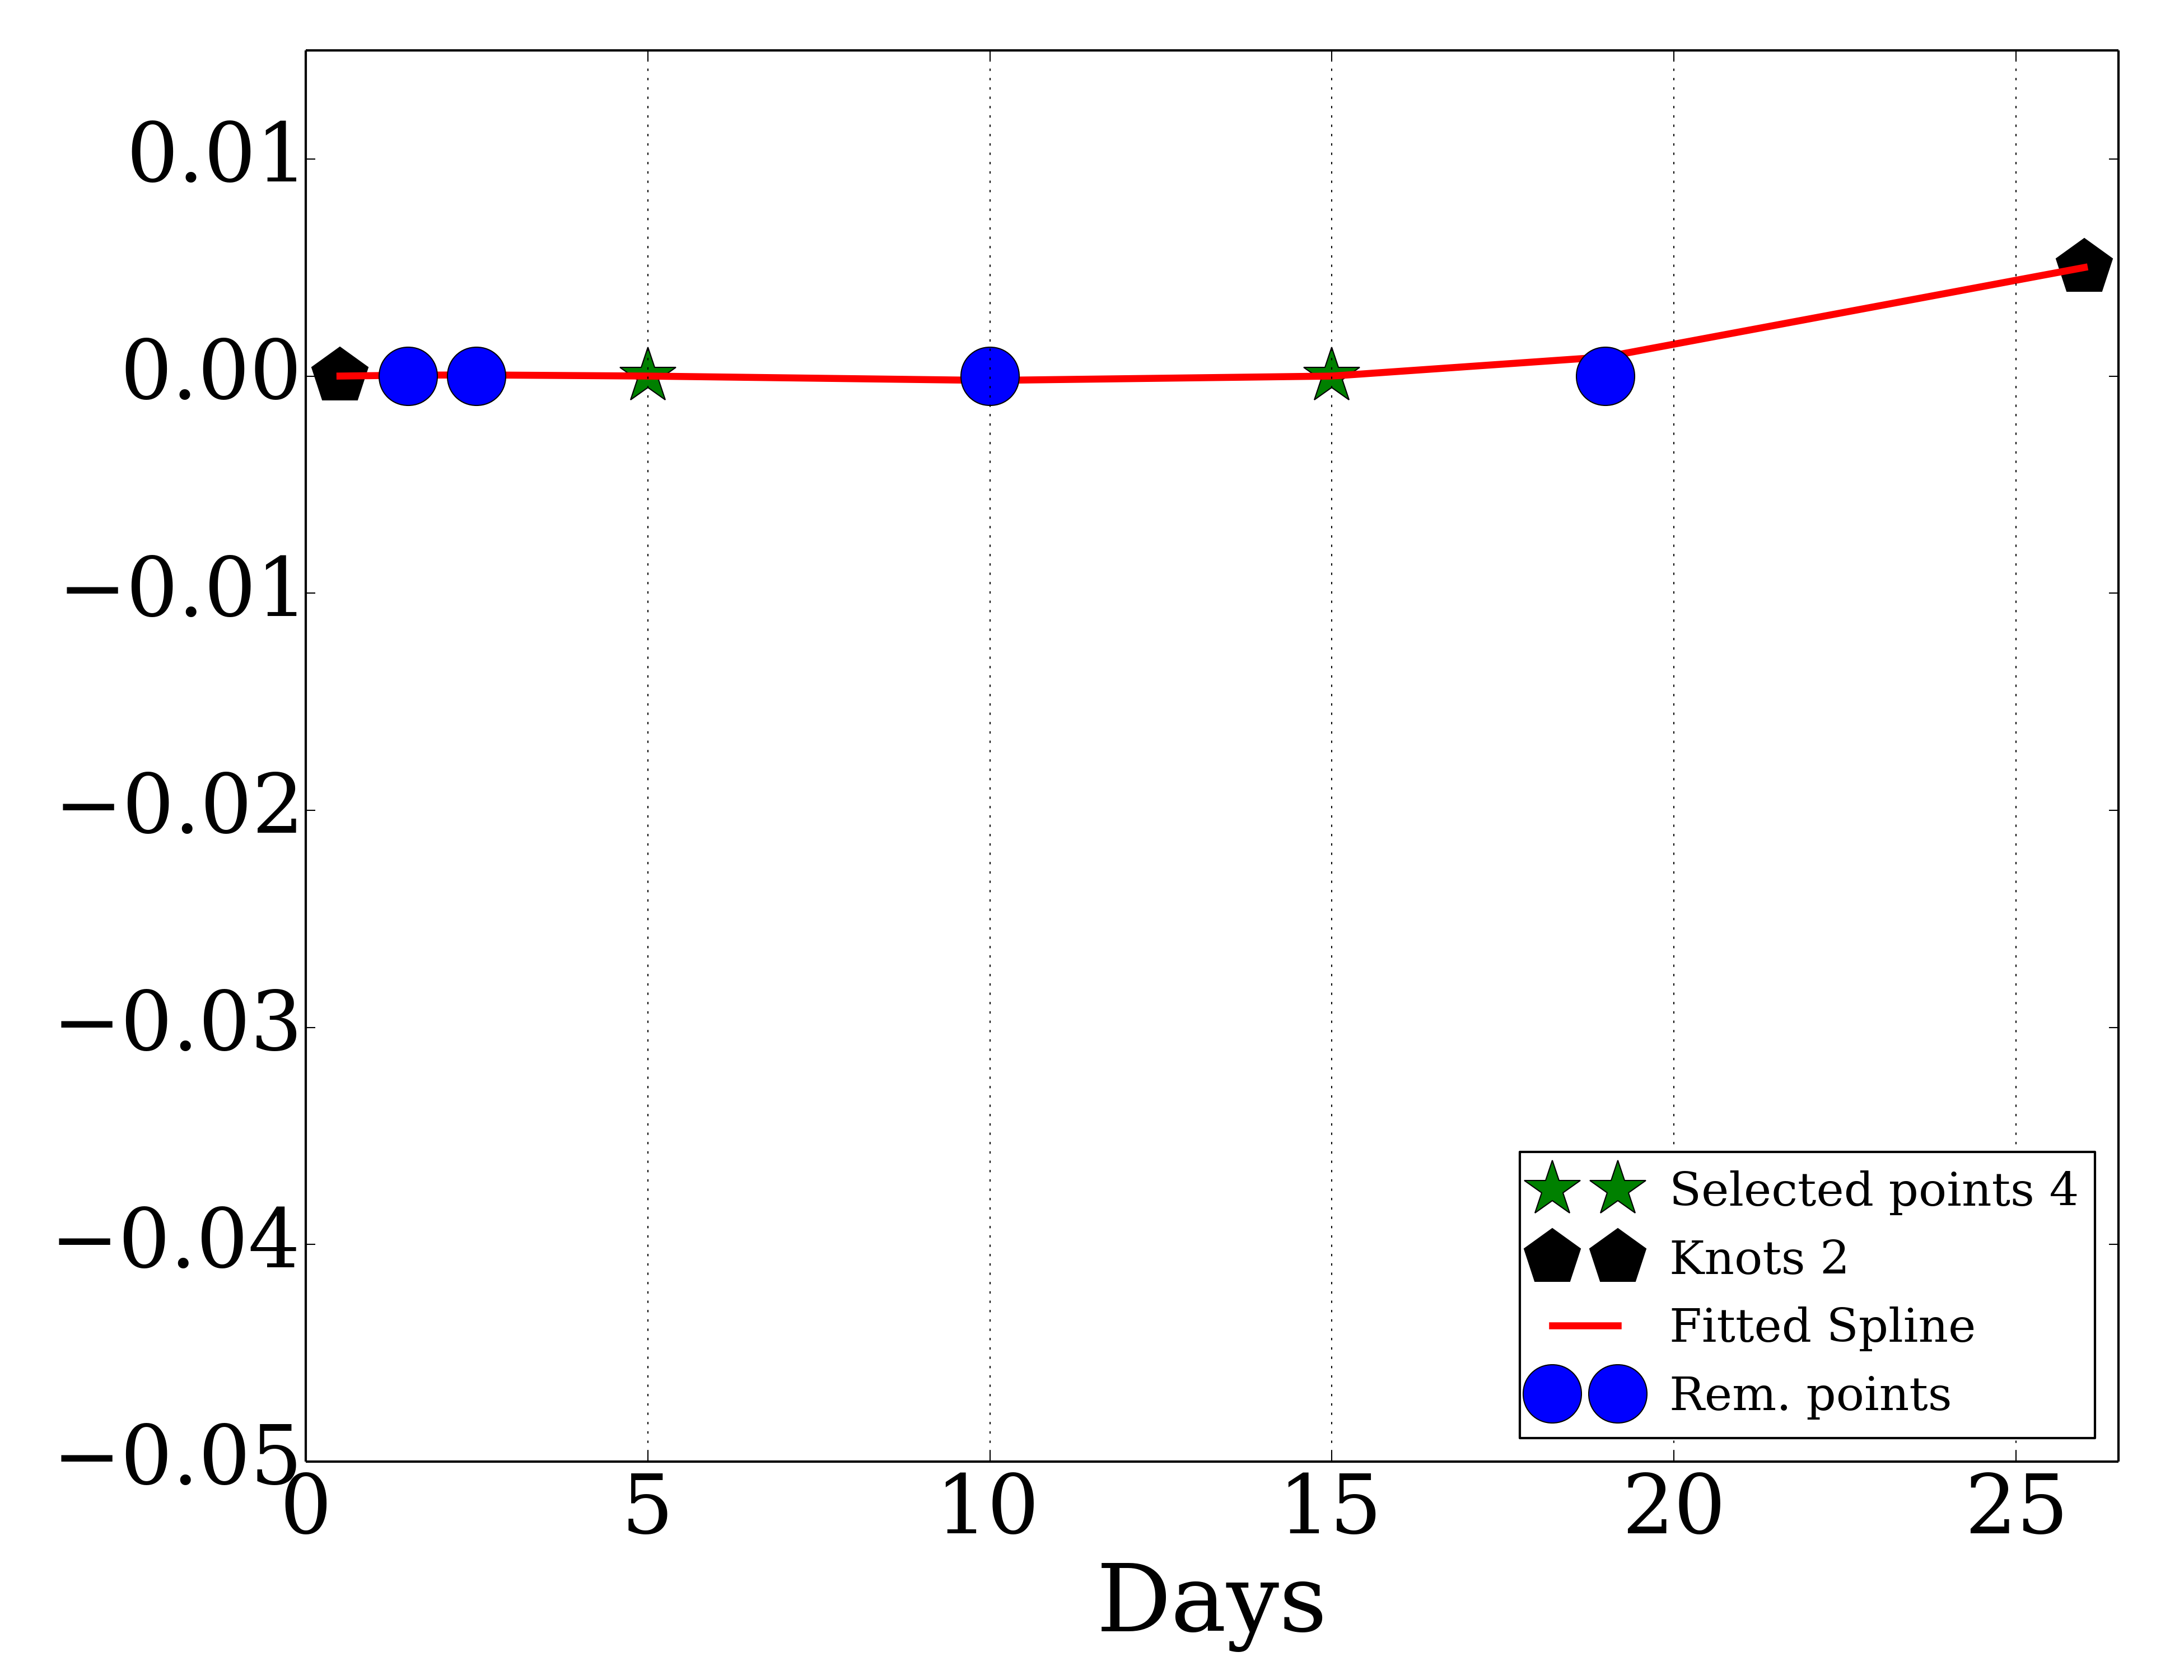 0.01
0.00
−0.01
−0.02
−0.03
−0.04
−0.05
Selected points 4
Knots 2
Fitted Spline
Rem. points
0 5 10 15 20 25
Days